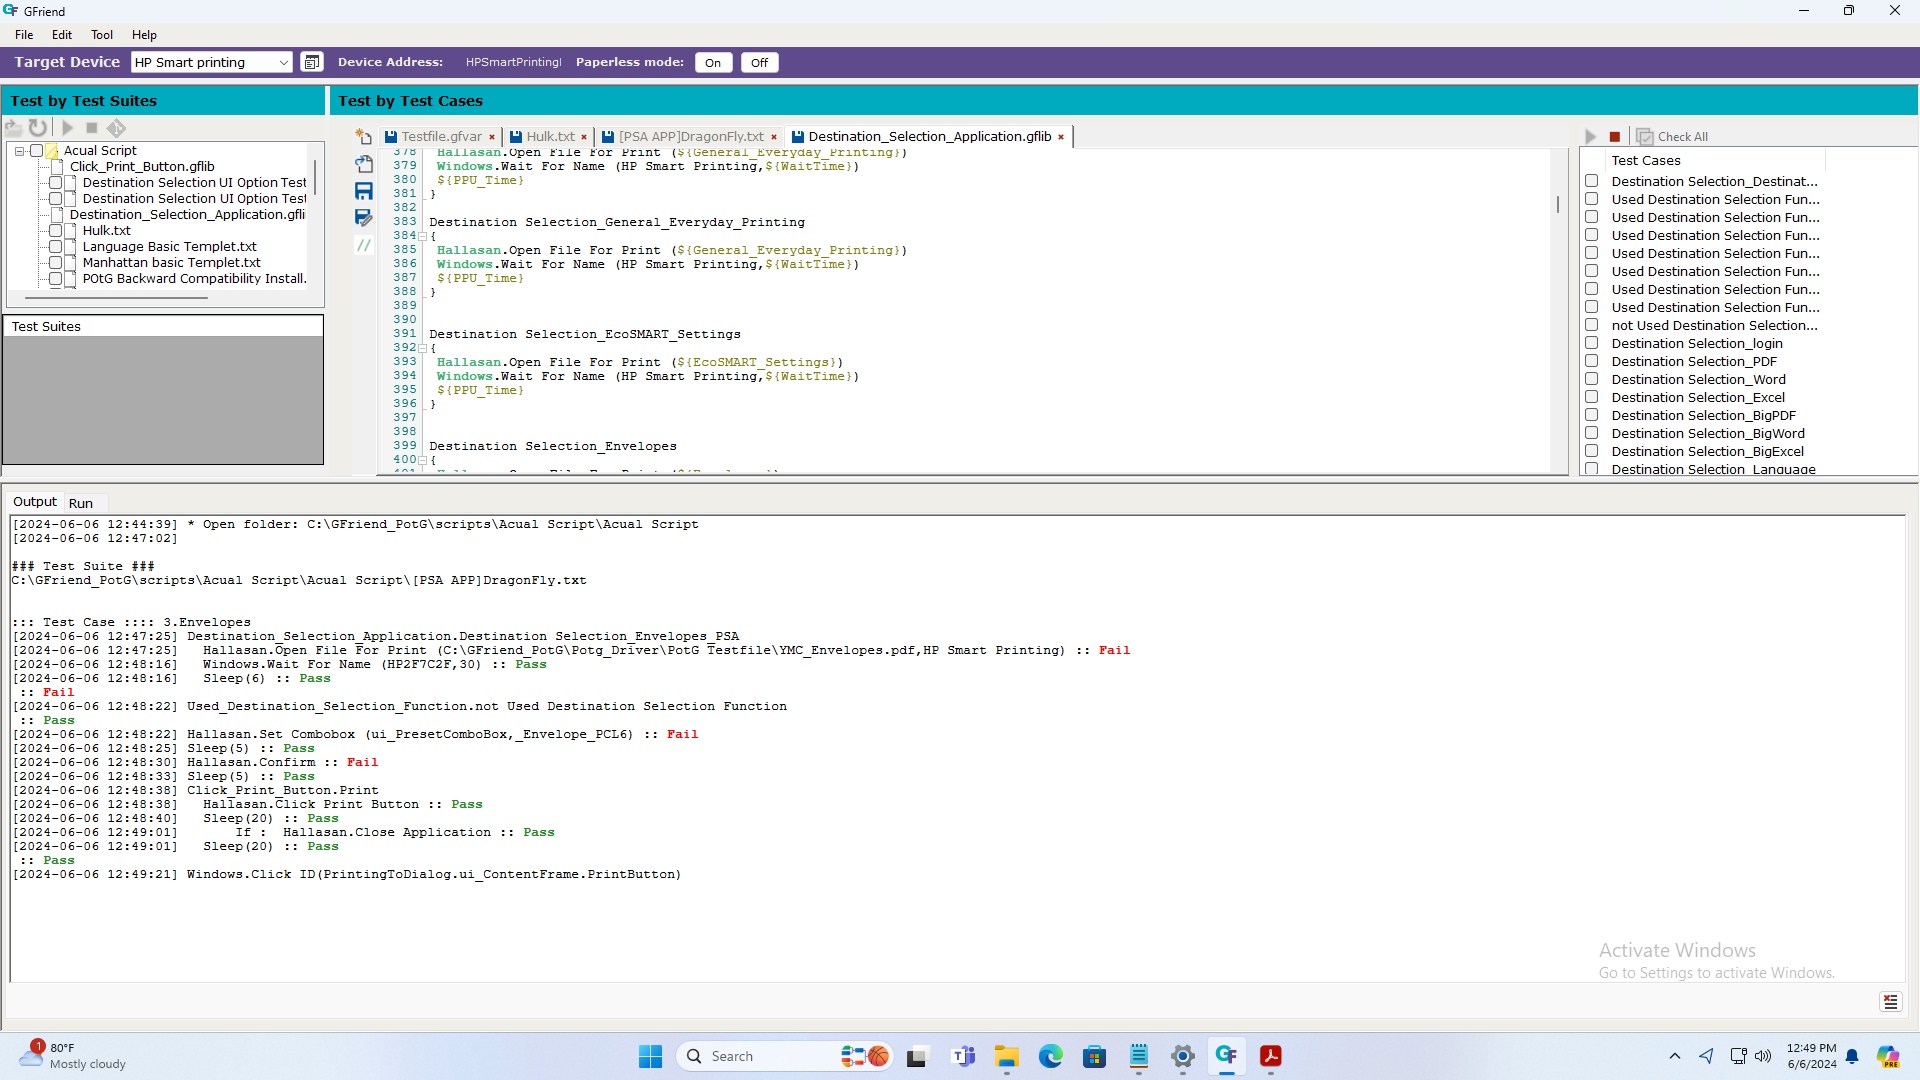 GFriend
File Edit Tool Help
Target Device HP Smart printing Device Address: HPSmartPrintingI Paperless mode: On Off
Test by Test Suites
Test by Test Cases
Acual Script
Click_Print_Button.gflib
Destination Selection UI Option Test
Destination Selection UI Option Test
Destination_Selection_Application.gfli
Hulk.txt
Language Basic Templet.txt
Manhattan basic Templet.txt
P0tG Backward Compatibility Install.
Test Suites
Testfile.gfvar × Hulk.txt × [PSA APP]DragonFly.txt × Destination_Selection_Application.gflib ×
//
378 Hallasan.Open File For Print (${General_Everyday_Printing})
379 Windows.Wait For Name (HP Smart Printing,${WaitTime})
380 ${PPU_Time}
381 }
382
383 Destination Selection_General_Everyday_Printing
384 {
385 Hallasan.Open File For Print (${General_Everyday_Printing})
386 Windows.Wait For Name (HP Smart Printing,${WaitTime})
387 ${PPU_Time}
388 }
389
390
391 Destination Selection_EcoSMART_Settings
392 {
393 Hallasan.Open File For Print (${EcoSMART_Settings})
394 Windows.Wait For Name (HP Smart Printing,${WaitTime})
395 ${PPU_Time}
396 }
397
398
399 Destination Selection_Envelopes
400 {
Check All
Test Cases
Destination Selection_Destinat...
Used Destination Selection Fun...
Used Destination Selection Fun...
Used Destination Selection Fun...
Used Destination Selection Fun...
Used Destination Selection Fun...
Used Destination Selection Fun...
Used Destination Selection Fun...
not Used Destination Selection...
Destination Selection_login
Destination Selection_PDF
Destination Selection_Word
Destination Selection_Excel
Destination Selection_BigPDF
Destination Selection_BigWord
Destination Selection_BigExcel
Destination Selection_Language
Output Run
[2024-06-06 12:44:39] * Open folder: C:\GFriend_PotG\scripts\Acual Script\Acual Script
[2024-06-06 12:47:02]
### Test Suite ###
C:\GFriend_PotG\scripts\Acual Script\Acual Script\[PSA APP]DragonFly.txt
::: Test Case :::: 3.Envelopes
[2024-06-06 12:47:25] Destination_Selection_Application.Destination Selection_Envelopes_PSA
[2024-06-06 12:47:25] Hallasan.Open File For Print (C:\GFriend_PotG\Potg_Driver\PotG Testfile\YMC_Envelopes.pdf,HP Smart Printing) :: Fail
[2024-06-06 12:48:16] Windows.Wait For Name (HP2F7C2F,30) :: Pass
[2024-06-06 12:48:16] Sleep(6) :: Pass
:: Fail
[2024-06-06 12:48:22] Used_Destination_Selection_Function.not Used Destination Selection Function
:: Pass
[2024-06-06 12:48:22] Hallasan.Set Combobox (ui_PresetComboBox,_Envelope_PCL6) :: Fail
[2024-06-06 12:48:25] Sleep(5) :: Pass
[2024-06-06 12:48:30] Hallasan.Confirm :: Fail
[2024-06-06 12:48:33] Sleep(5) :: Pass
[2024-06-06 12:48:38] Click_Print_Button.Print
[2024-06-06 12:48:38] Hallasan.Click Print Button :: Pass
[2024-06-06 12:48:40] Sleep(20) :: Pass
[2024-06-06 12:49:01] If : Hallasan.Close Application :: Pass
[2024-06-06 12:49:01] Sleep(20) :: Pass
:: Pass
[2024-06-06 12:49:21] Windows.Click ID(PrintingToDialog.ui_ContentFrame.PrintButton)
Activate Windows
Go to Settings to activate Windows.
1
80°F
Mostly cloudy
Search
12:49 PM
6/6/2024
PRE